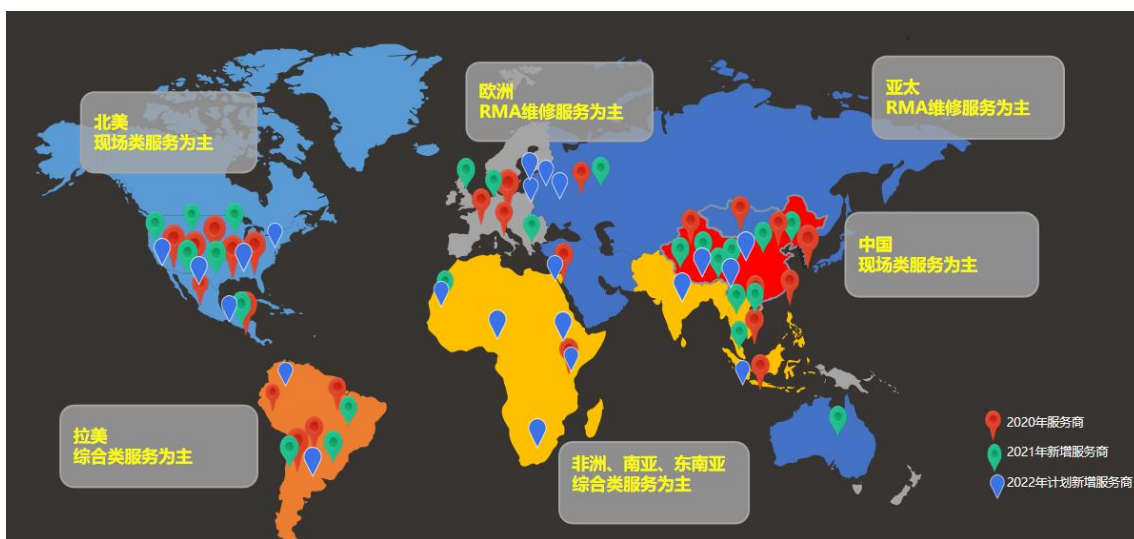 北美
现场类服务为主
欧洲
RMA维修服务为主
亚太
RMA维修服务为主
中国
现场类服务为主
拉美
综合类服务为主
非洲、南亚、东南亚
综合类服务为主
2020年服务商
2021年新增服务商
2022年计划新增服务商